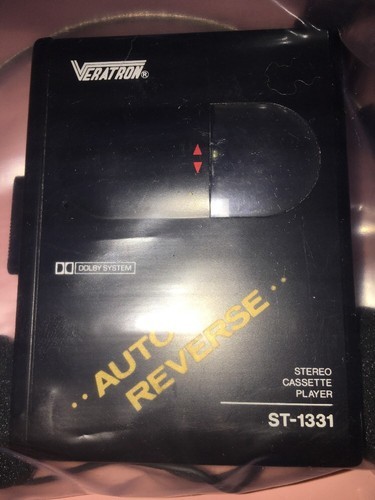 VERATRON®
DOLBY SYSTEM
·· AUTO
REVERSE ··
STEREO
CASSETTE
PLAYER
ST-1331